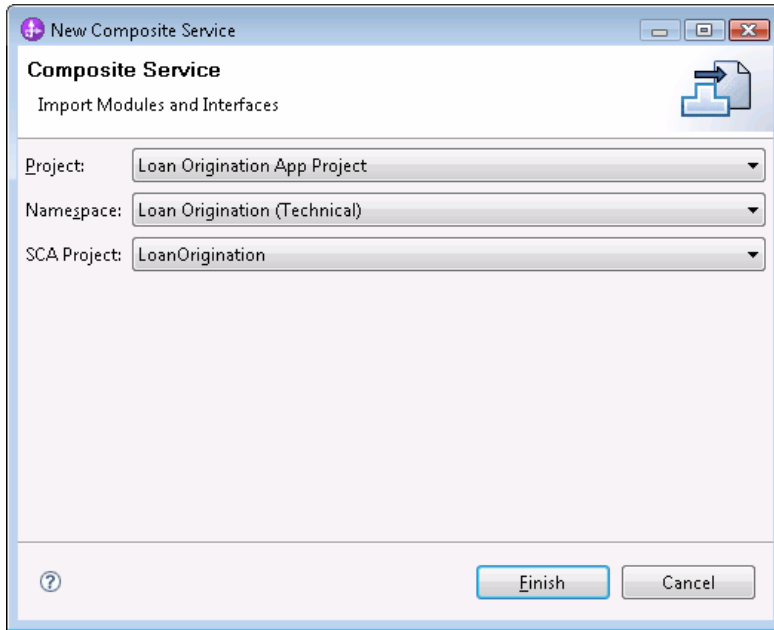 New Composite Service
Composite Service
Import Modules and Interfaces
Project: Loan Origination App Project
Namespace: Loan Origination (Technical)
SCA Project: LoanOrigination
? Finish Cancel